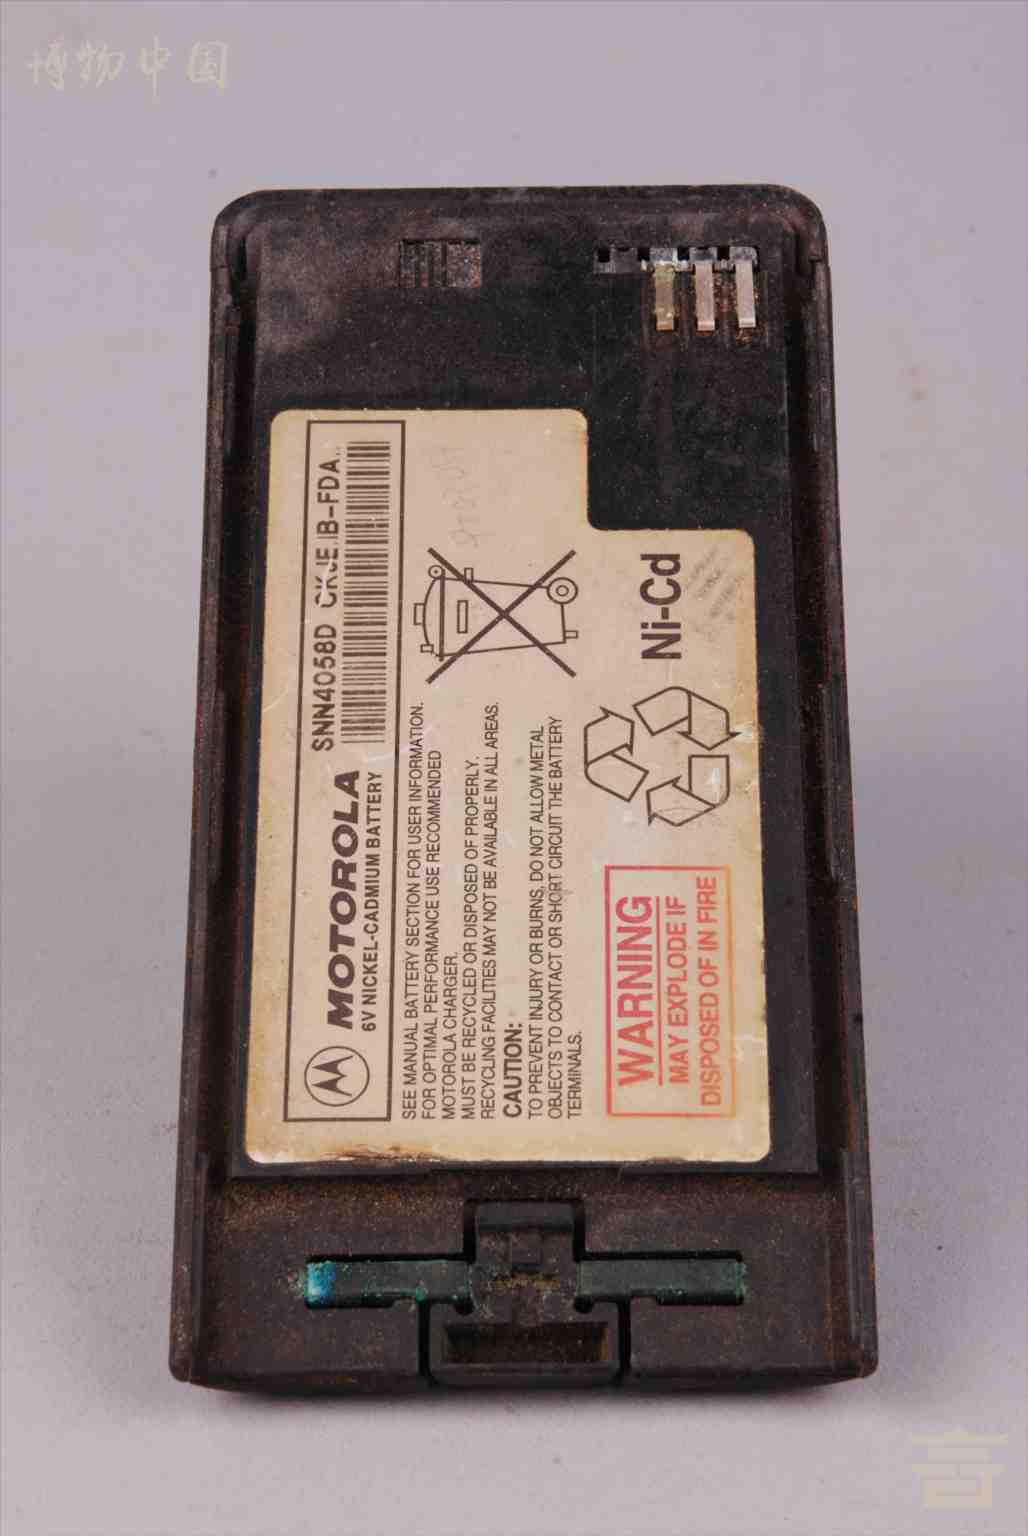 博物中国
MOTOROLA
6V NICKEL-CADMIUM BATTERY
SNN4058D
SEE MANUAL BATTERY SECTION FOR USER INFORMATION.
FOR OPTIMAL PERFORMANCE USE RECOMMENDED
MOTOROLA CHARGER.
MUST BE RECYCLED OR DISPOSED OF PROPERLY.
RECYCLING FACILITIES MAY NOT BE AVAILABLE IN ALL AREAS.
CAUTION:
TO PREVENT INJURY OR BURNS, DO NOT ALLOW METAL
OBJECTS TO CONTACT OR SHORT CIRCUIT THE BATTERY
TERMINALS.
WARNING
MAY EXPLODE IF
DISPOSED OF IN FIRE
Ni-Cd